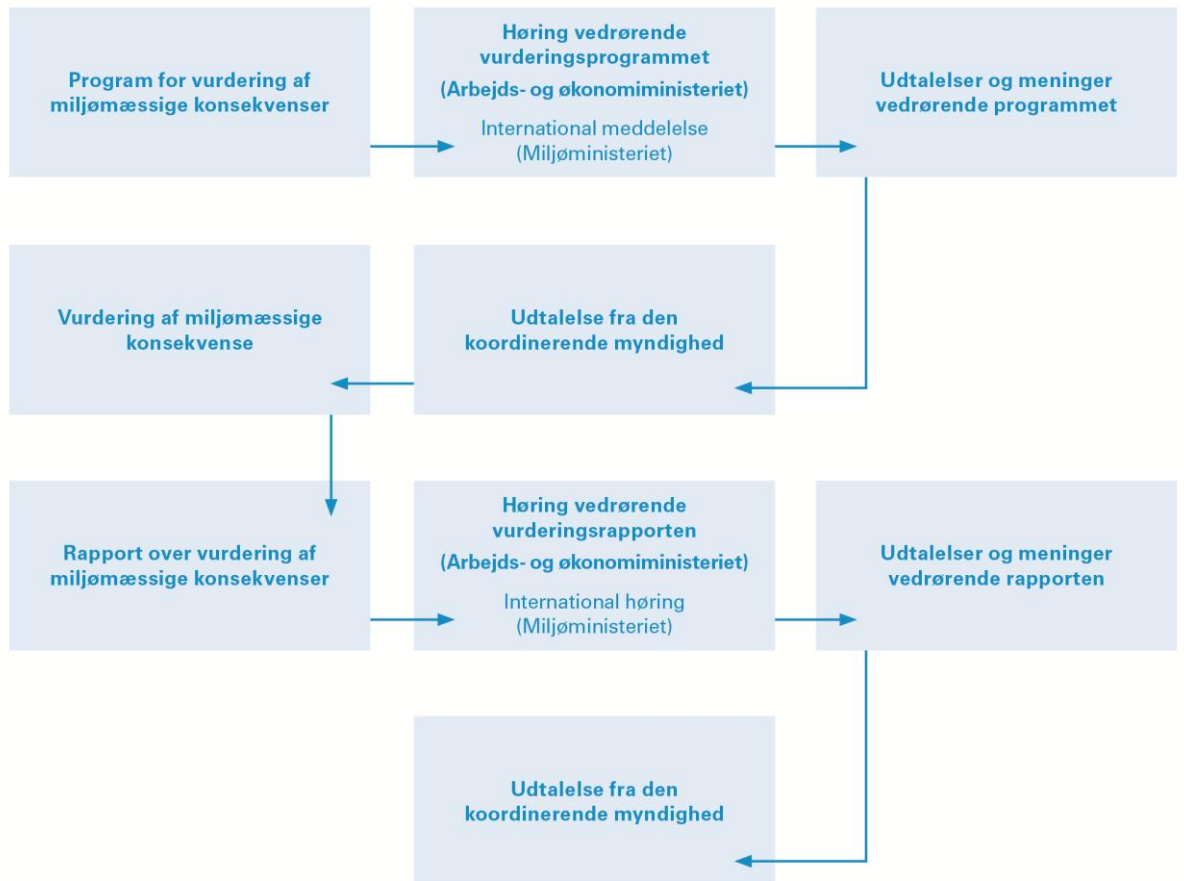 Program for vurdering af
miljømæssige konsekvenser
Høring vedrørende
vurderingsprogrammet
(Arbejds- og økonomiministeriet)
International meddelelse
(Miljøministeriet)
Udtalelser og meninger
vedrørende programmet
Vurdering af miljømæssige
konsekvense
Udtalelse fra den
koordinerende myndighed
Rapport over vurdering af
miljømæssige konsekvenser
Høring vedrørende
vurderingsrapporten
(Arbejds- og økonomiministeriet)
International høring
(Miljøministeriet)
Udtalelser og meninger
vedrørende rapporten
Udtalelse fra den
koordinerende myndighed